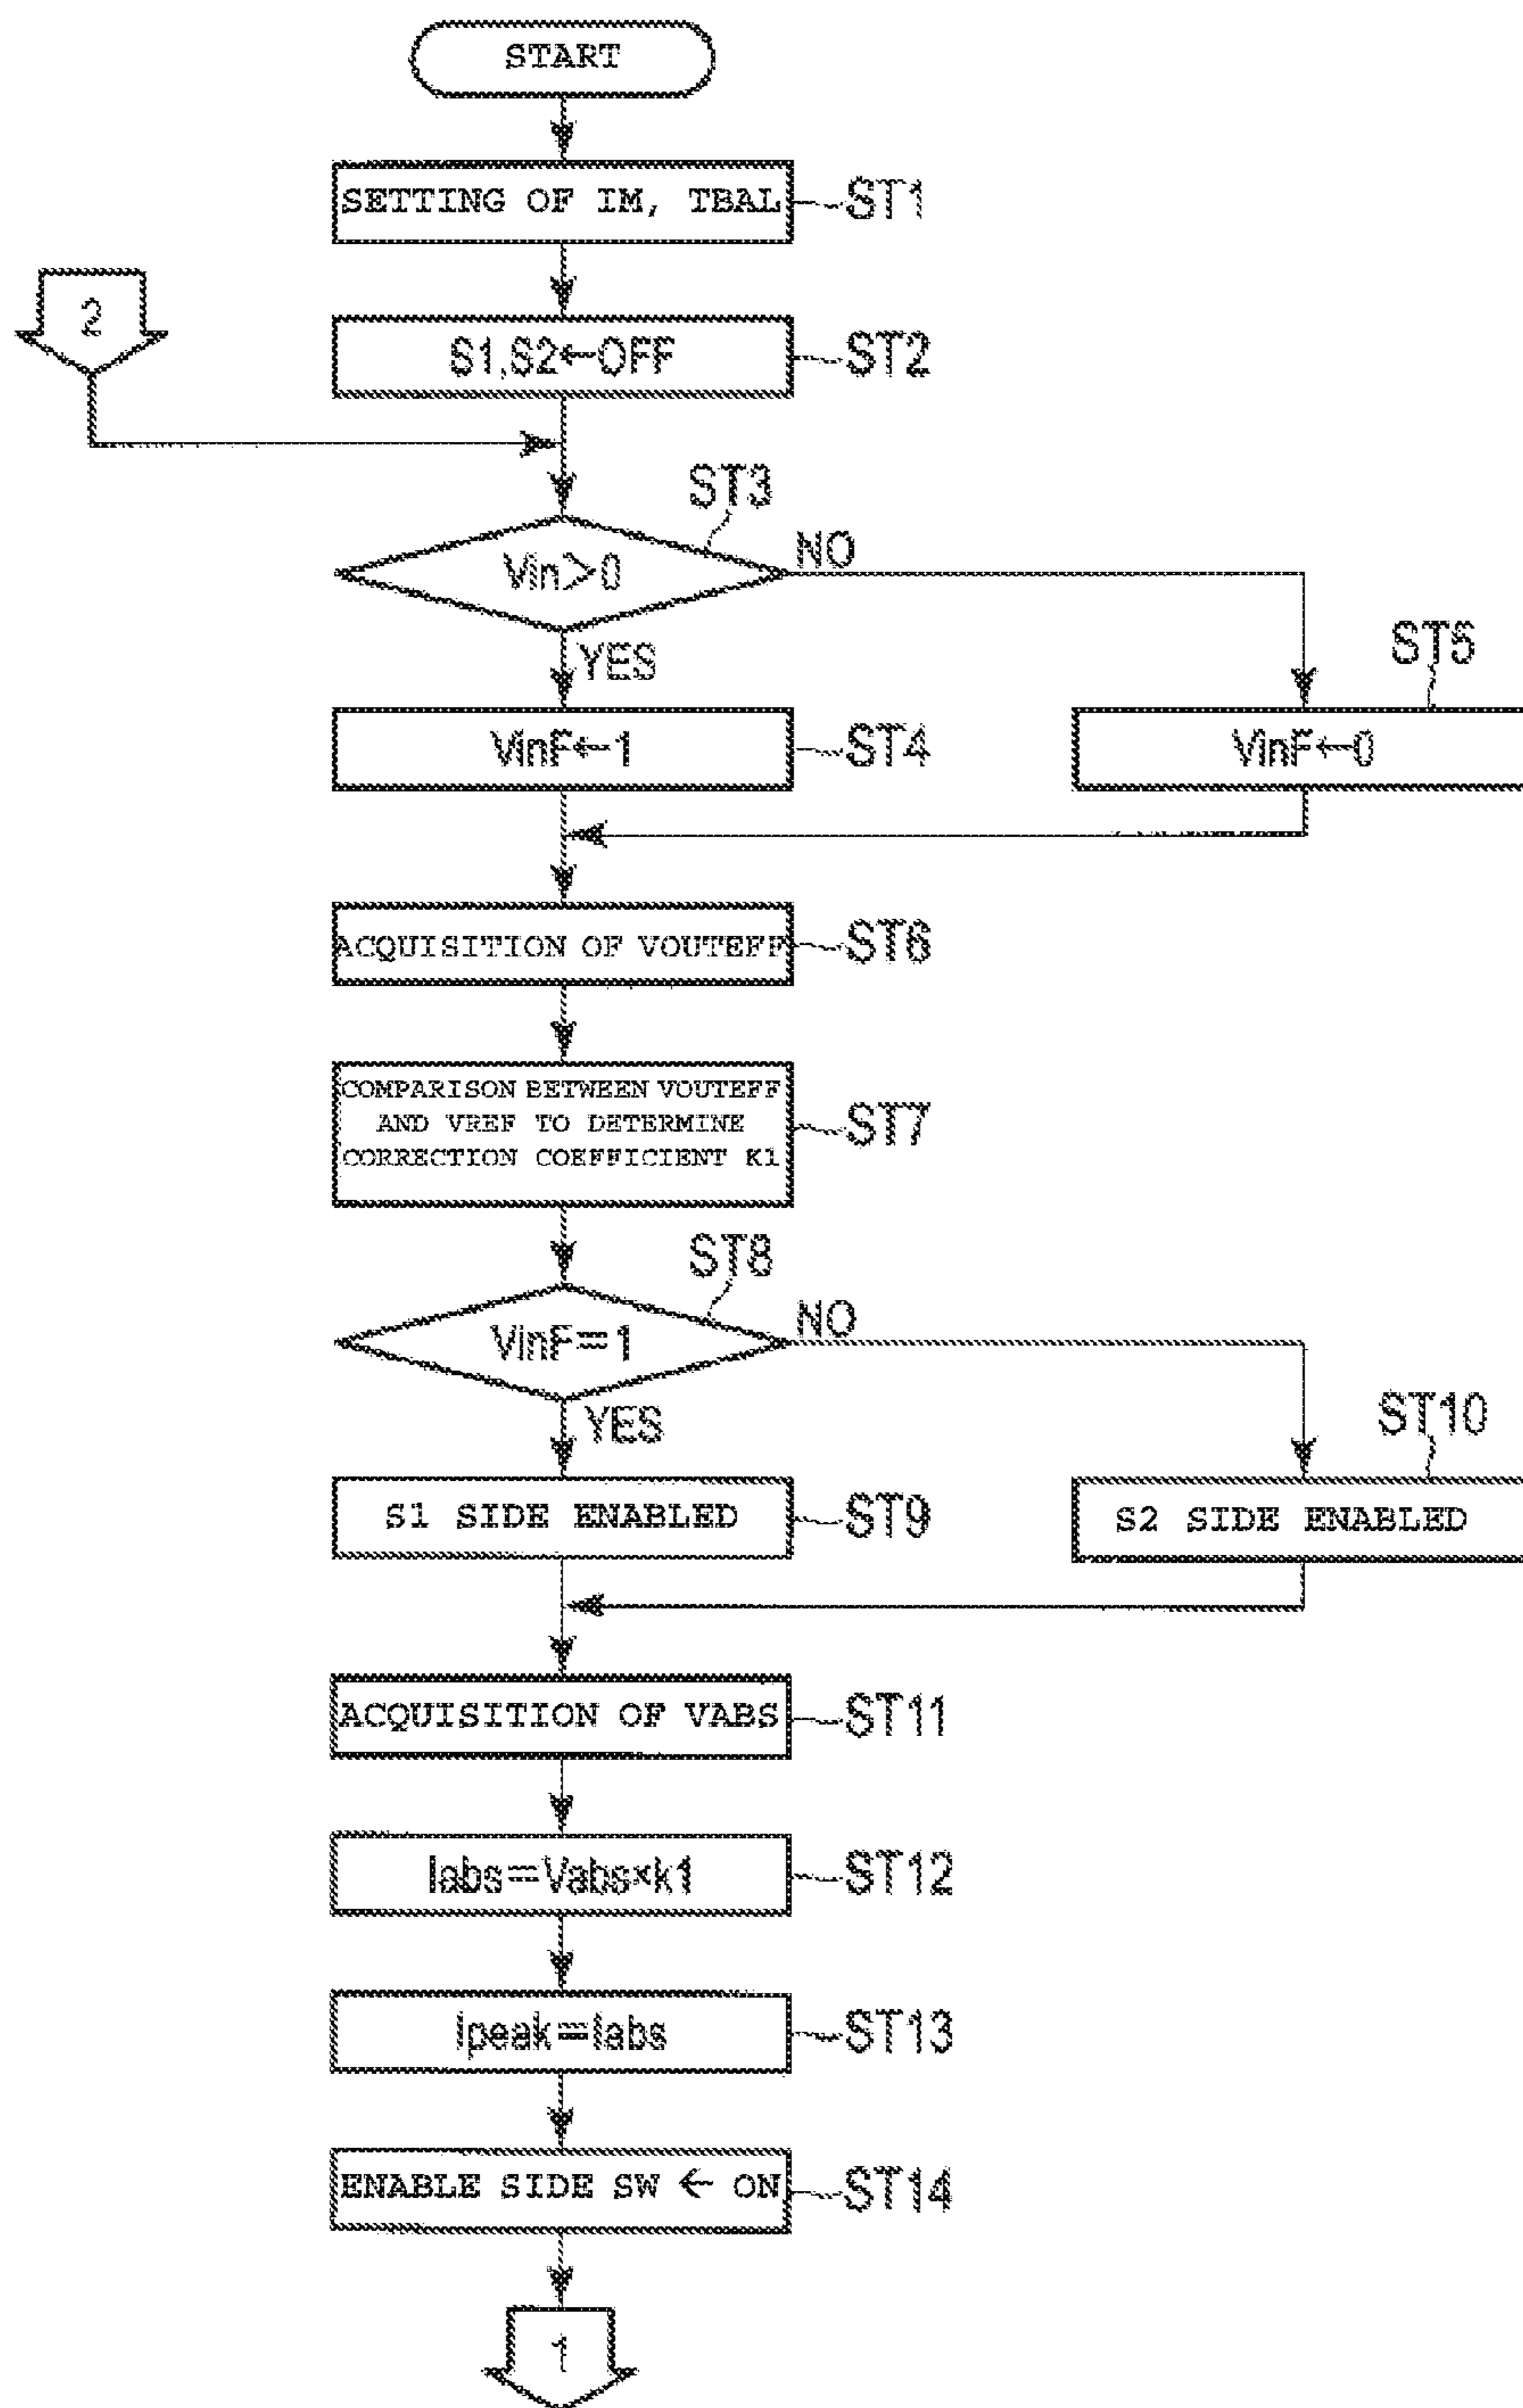 START
SETTING OF IM, TBAL
ST1
2
S1,S2←OFF
ST2
ST3
Vin>0
NO
YES
ST5
VinF←1
ST4
VinF←0
ACQUISITION OF VOUTEFF
ST6
COMPARISON BETWEEN VOUTEFF
AND VREF TO DETERMINE
CORRECTION COEFFICIENT K1
ST7
ST8
VinF=1
NO
YES
ST10
S1 SIDE ENABLED
ST9
S2 SIDE ENABLED
ACQUISITION OF VABS
ST11
Iabs=Vabs×k1
ST12
Ipeak=Iabs
ST13
ENABLE SIDE SW ← ON
ST14
1